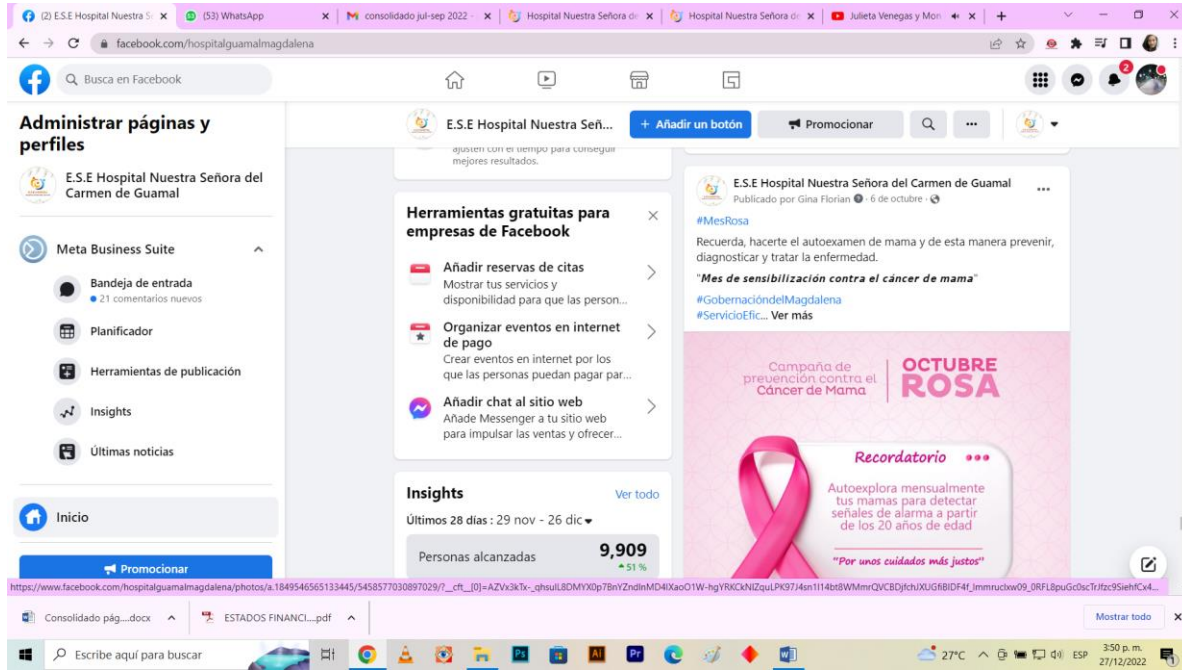 (2) E.S.E Hospital Nuestra S
(53) WhatsApp
consolidado jul-sep 2022 -
Hospital Nuestra Señora de
Hospital Nuestra Señora de
Julieta Venegas y Mon
facebook.com/hospitalguamalmagdalena
Busca en Facebook
2
Administrar páginas y
perfiles
E.S.E Hospital Nuestra Señora del
Carmen de Guamal
Meta Business Suite
Bandeja de entrada
21 comentarios nuevos
Planificador
Herramientas de publicación
Insights
Últimas noticias
Inicio
Promocionar
E.S.E Hospital Nuestra Señ...
+ Añadir un botón
Promocionar
ajusten con el tiempo para conseguir
mejores resultados.
Herramientas gratuitas para
empresas de Facebook
Añadir reservas de citas
Mostrar tus servicios y
disponibilidad para que las person...
Organizar eventos en internet
de pago
Crear eventos en internet por los
que las personas puedan pagar par...
Añadir chat al sitio web
Añade Messenger a tu sitio web
para impulsar las ventas y ofrecer...
Insights
Ver todo
Últimos 28 días : 29 nov - 26 dic
Personas alcanzadas
9,909
51 %
E.S.E Hospital Nuestra Señora del Carmen de Guamal
Publicado por Gina Florian · 6 de octubre ·
#MesRosa
Recuerda, hacerte el autoexamen de mama y de esta manera prevenir,
diagnosticar y tratar la enfermedad.
"Mes de sensibilización contra el cáncer de mama"
#GobernacióndelMagdalena
#ServicioEfic... Ver más
Campaña de
prevención contra el
Cáncer de Mama
OCTUBRE
ROSA
Recordatorio
Autoexplora mensualmente
tus mamas para detectar
señales de alarma a partir
de los 20 años de edad
"Por unos cuidados más justos"
Consolidado pág....docx
ESTADOS FINANCI....pdf
Mostrar todo
Escribe aquí para buscar
Ps
Ai
Pr
27°C
ESP
3:50 p. m.
27/12/2022